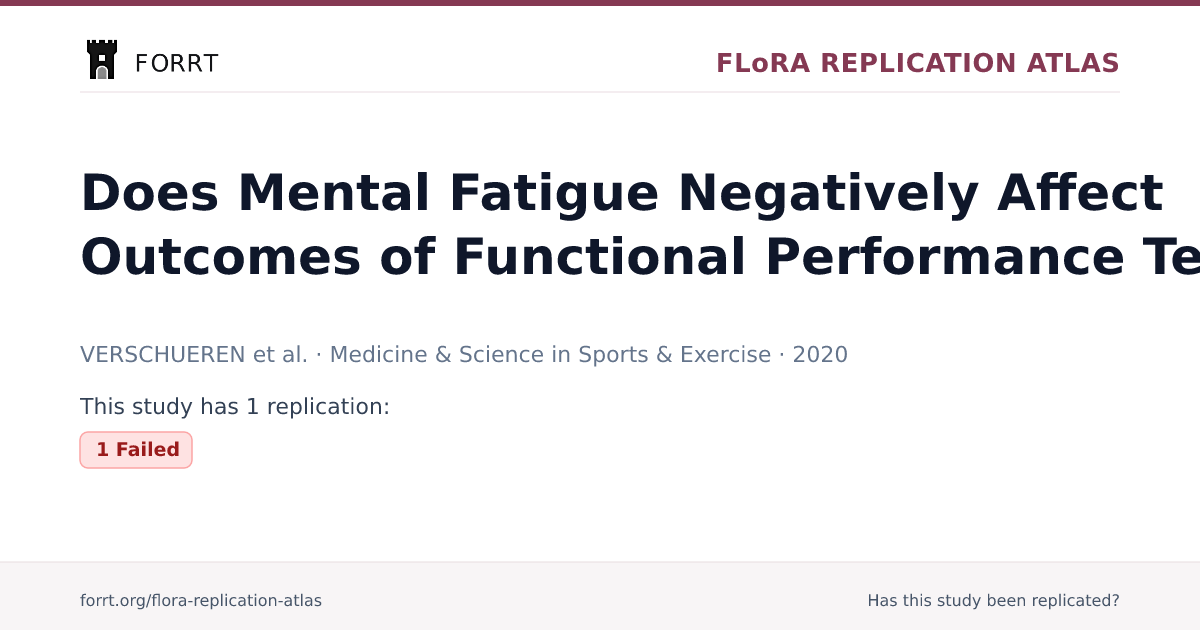 FORRT
FLoRA REPLICATION ATLAS
Does Mental Fatigue Negatively Affect
Outcomes of Functional Performance Te
VERSCHUEREN et al. · Medicine & Science in Sports & Exercise · 2020
This study has 1 replication:
1 Failed
forrt.org/flora-replication-atlas
Has this study been replicated?